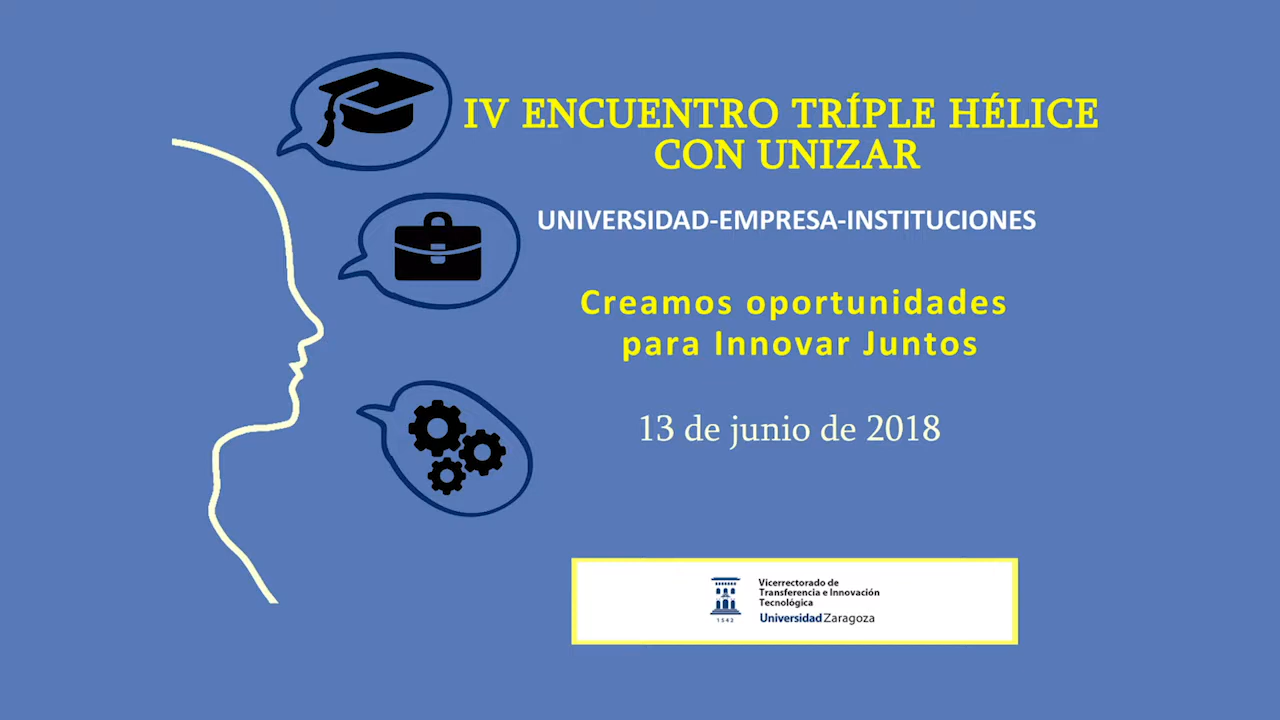 IV ENCUENTRO TRÍPLE HÉLICE
CON UNIZAR
UNIVERSIDAD-EMPRESA-INSTITUCIONES
Creamos oportunidades
para Innovar Juntos
13 de junio de 2018
Vicerrectorado de
Transferencia e Innovación
Tecnológica
1542
Universidad Zaragoza